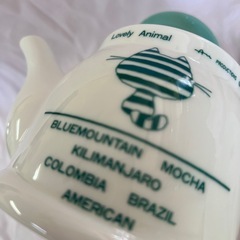 Lovely Animal
BLUEMOUNTAIN MOCHA
KILIMANJARO
COLOMBIA BRAZIL
AMERICAN